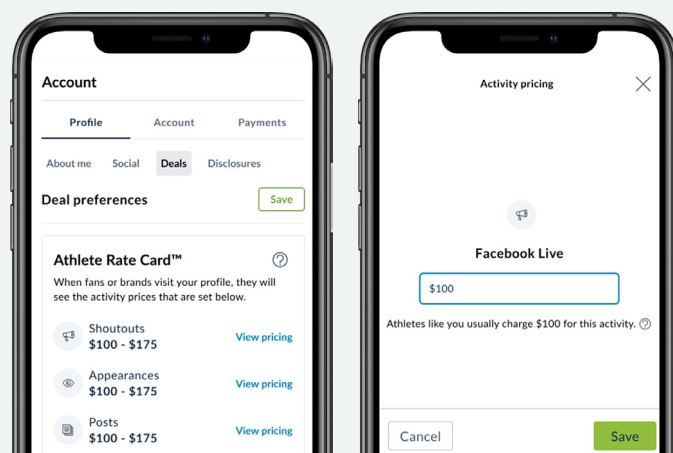 Account
Profile Account Payments
About me Social Deals Disclosures
Deal preferences Save
Athlete Rate Card™
When fans or brands visit your profile, they will
see the activity prices that are set below.
Shoutouts
$100 - $175 View pricing
Appearances
$100 - $175 View pricing
Posts
$100 - $175 View pricing
Activity pricing
Facebook Live
$100
Athletes like you usually charge $100 for this activity.
Cancel Save